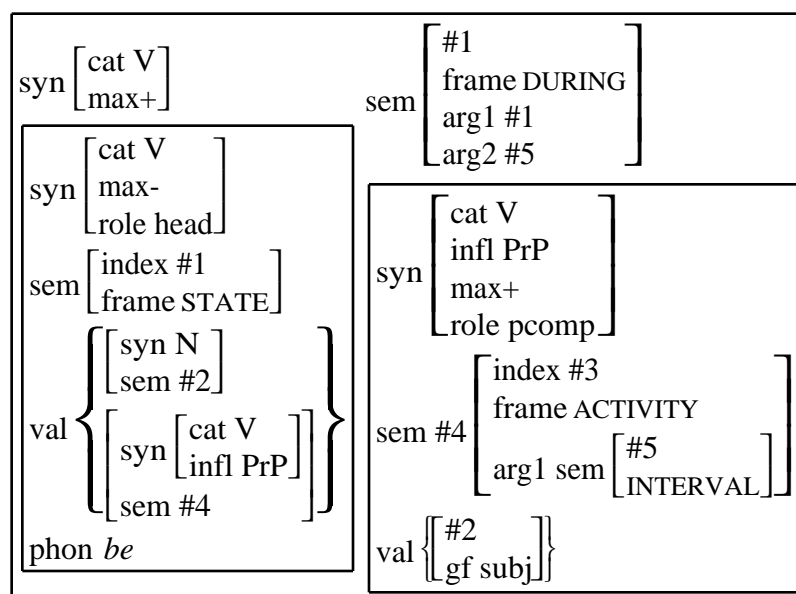 syn [cat V
max+]
sem [#1
frame DURING
arg1 #1
arg2 #5]
syn [cat V
max-
role head]
sem [index #1
frame STATE]
val {[syn N
sem #2]
[syn [cat V
infl PrP]
sem #4]}
phon be
syn [cat V
infl PrP
max+
role pcomp]
sem #4 [index #3
frame ACTIVITY
arg1 sem [#5
INTERVAL]]
val {[#2
gf subj]}